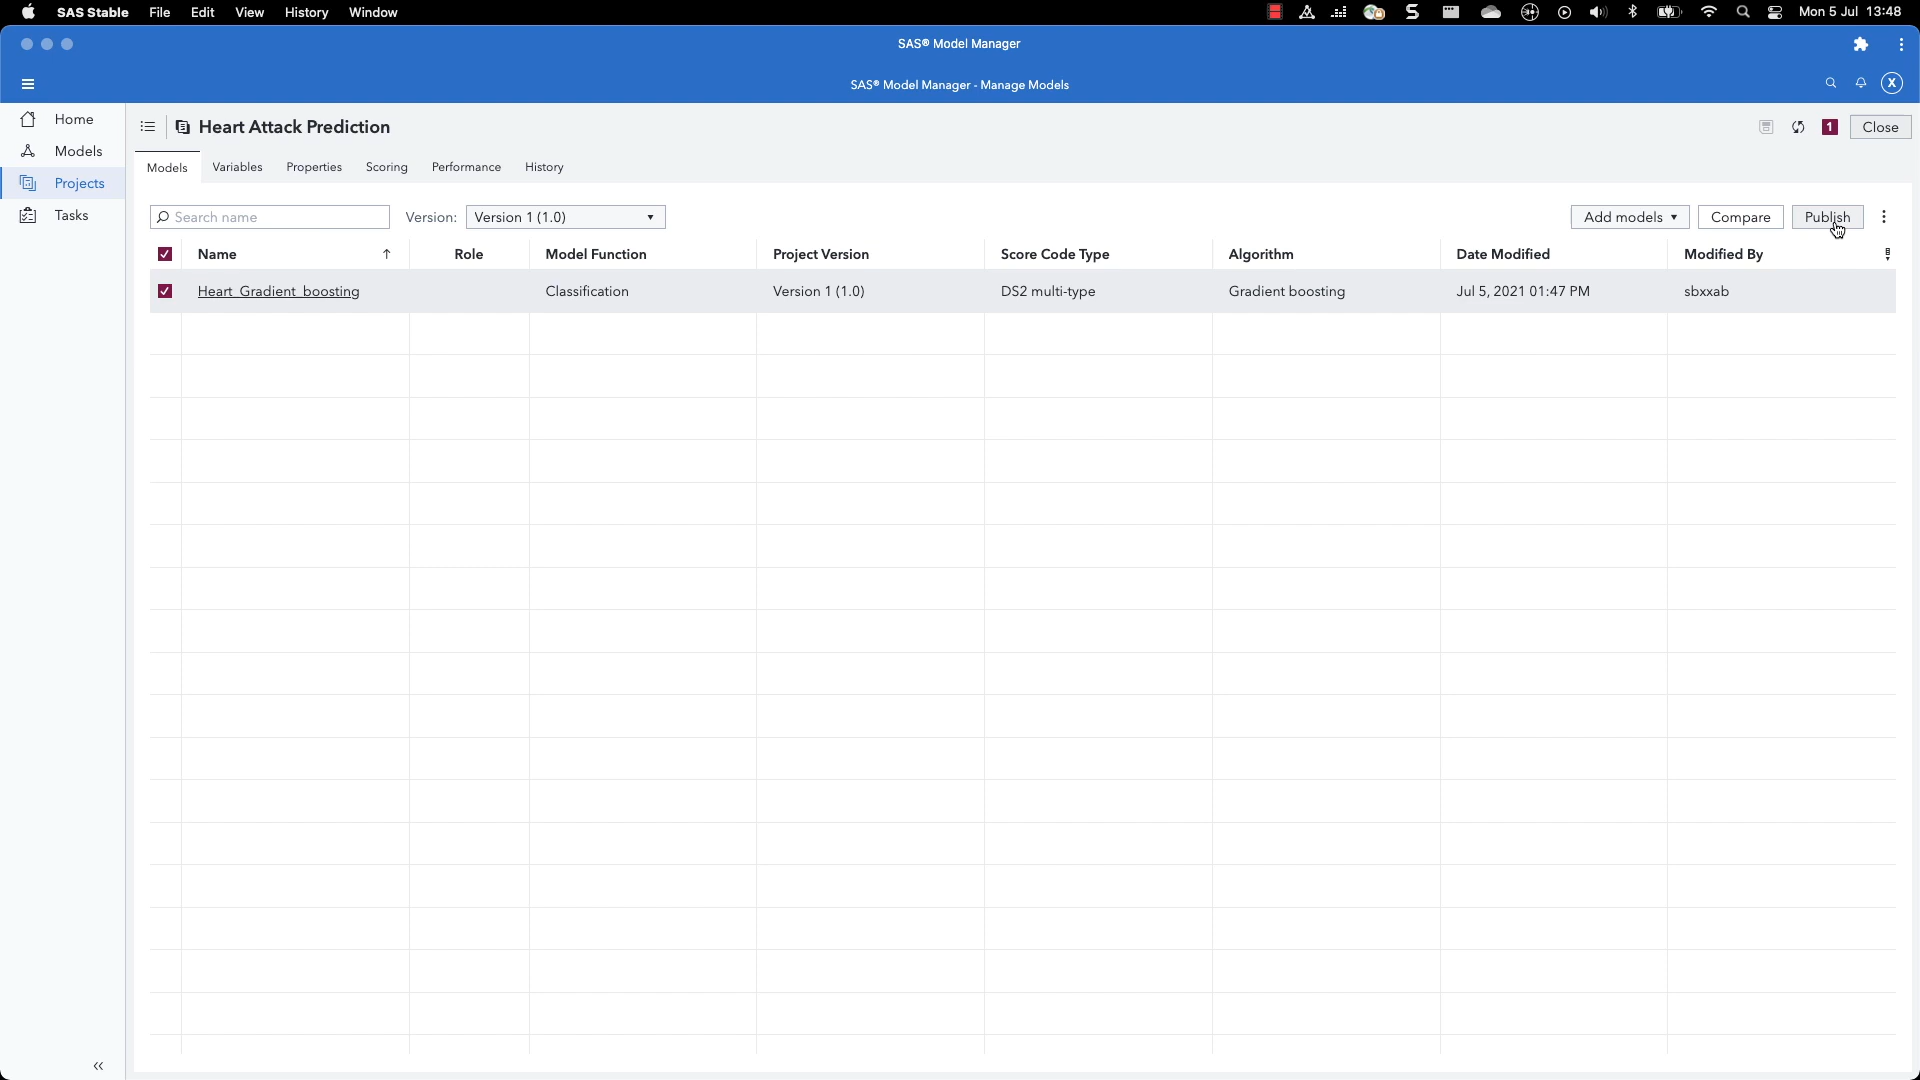 SAS Stable File Edit View History Window Mon 5 Jul 13:48
SAS® Model Manager
SAS® Model Manager - Manage Models X
Home
Models
Projects
Tasks
Heart Attack Prediction 1 Close
Models Variables Properties Scoring Performance History
Search name Version: Version 1 (1.0) Add models Compare Publish
Name Role Model Function Project Version Score Code Type Algorithm Date Modified Modified By
Heart_Gradient_boosting Classification Version 1 (1.0) DS2 multi-type Gradient boosting Jul 5, 2021 01:47 PM sbxxab